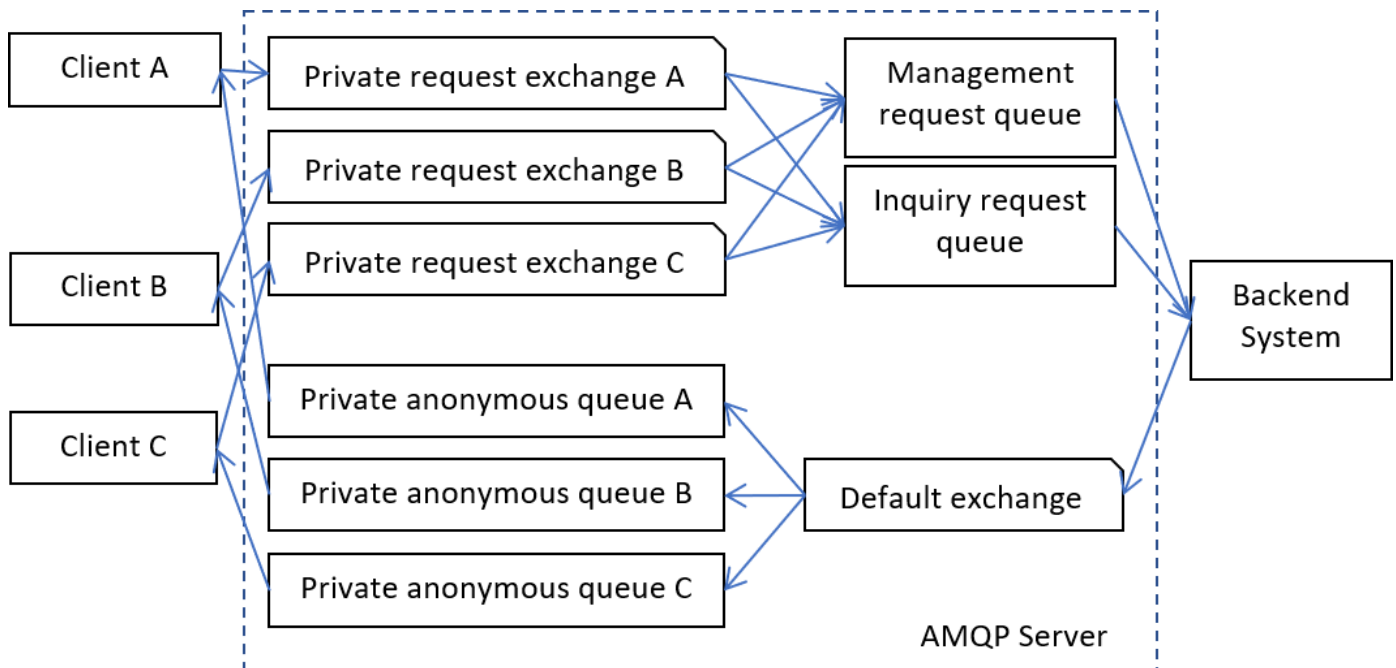 Client A
Private request exchange A
Management
request queue
Private request exchange B
Inquiry request
queue
Private request exchange C
Client B
Backend
System
Private anonymous queue A
Client C
Private anonymous queue B
Default exchange
Private anonymous queue C
AMQP Server